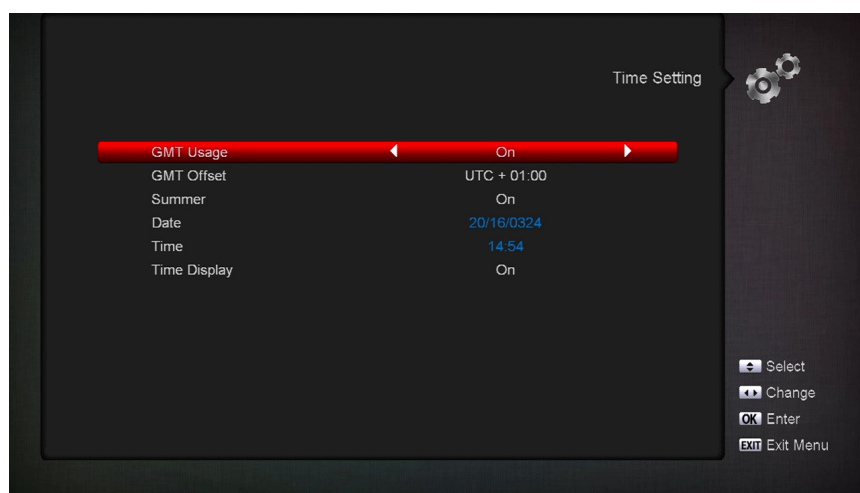 Time Setting
GMT Usage On
GMT Offset UTC + 01:00
Summer On
Date 20/16/0324
Time 14:54
Time Display On
Select
Change
OK Enter
EXIT Exit Menu